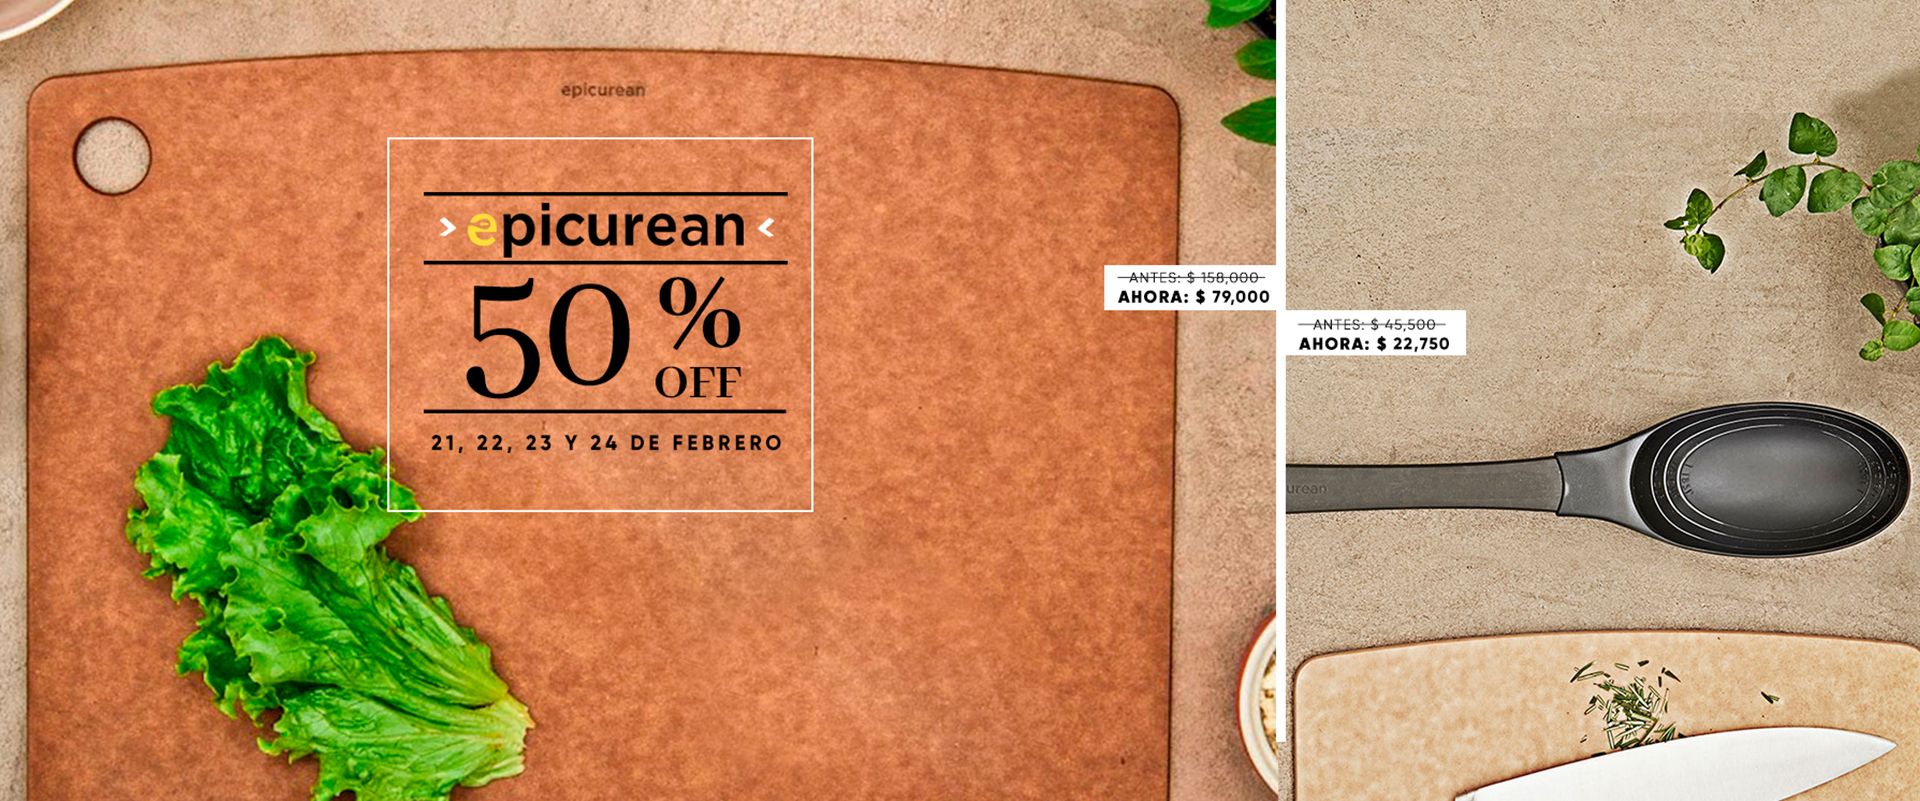 epicurean
> epicurean <
50 %
OFF
21, 22, 23 Y 24 DE FEBRERO
ANTES: $ 158,000
AHORA: $ 79,000
ANTES: $ 45,500
AHORA: $ 22,750
urean